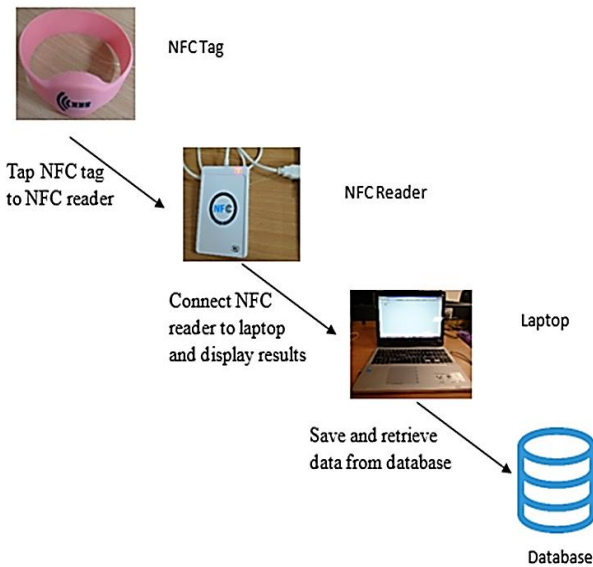 NFC Tag
Tap NFC tag
to NFC reader
NFC
NFC Reader
Connect NFC
reader to laptop
and display results
Laptop
Save and retrieve
data from database
Database